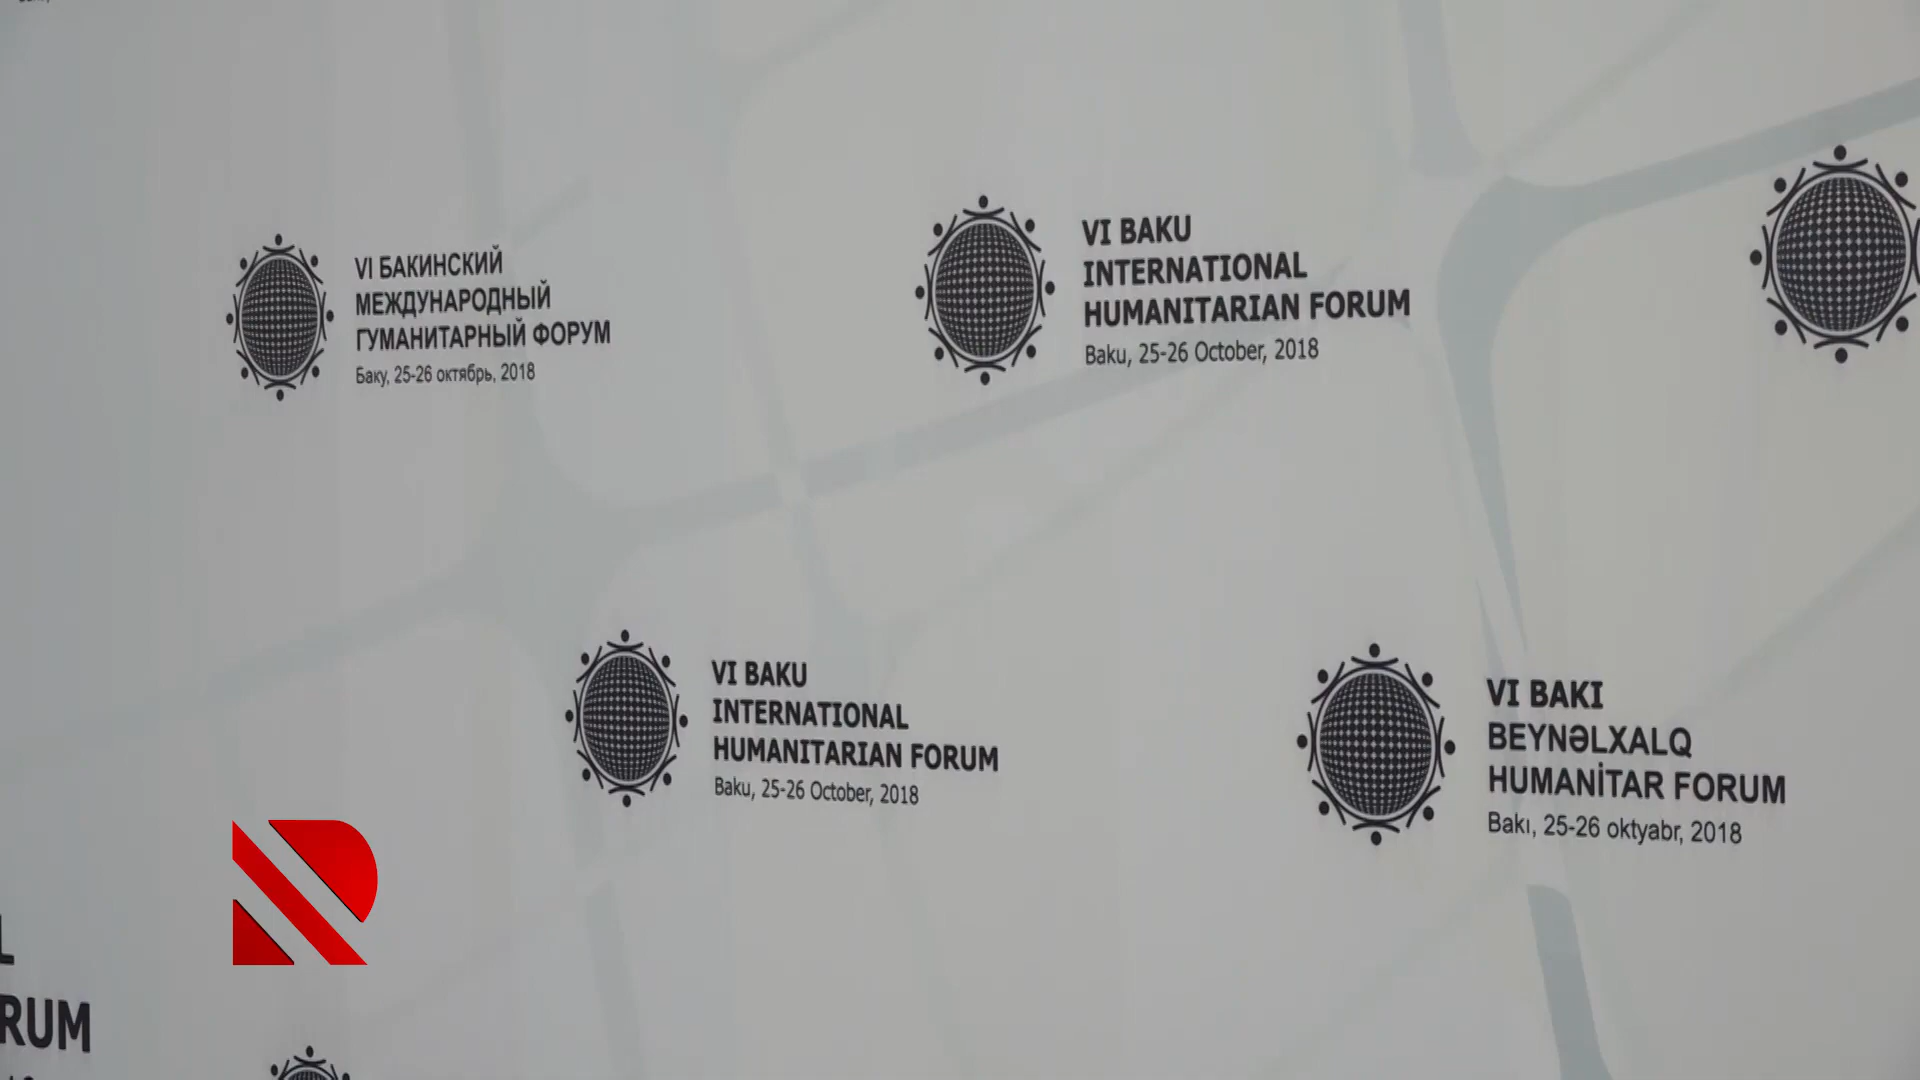 VI БАКИНСКИЙ
МЕЖДУНАРОДНЫЙ
ГУМАНИТАРНЫЙ ФОРУМ
Баку, 25-26 октябрь, 2018
VI BAKU
INTERNATIONAL
HUMANITARIAN FORUM
Baku, 25-26 October, 2018
VI BAKU
INTERNATIONAL
HUMANITARIAN FORUM
Baku, 25-26 October, 2018
VI BAKI
BEYNƏLXALQ
HUMANİTAR FORUM
Bakı, 25-26 oktyabr, 2018
L
RUM